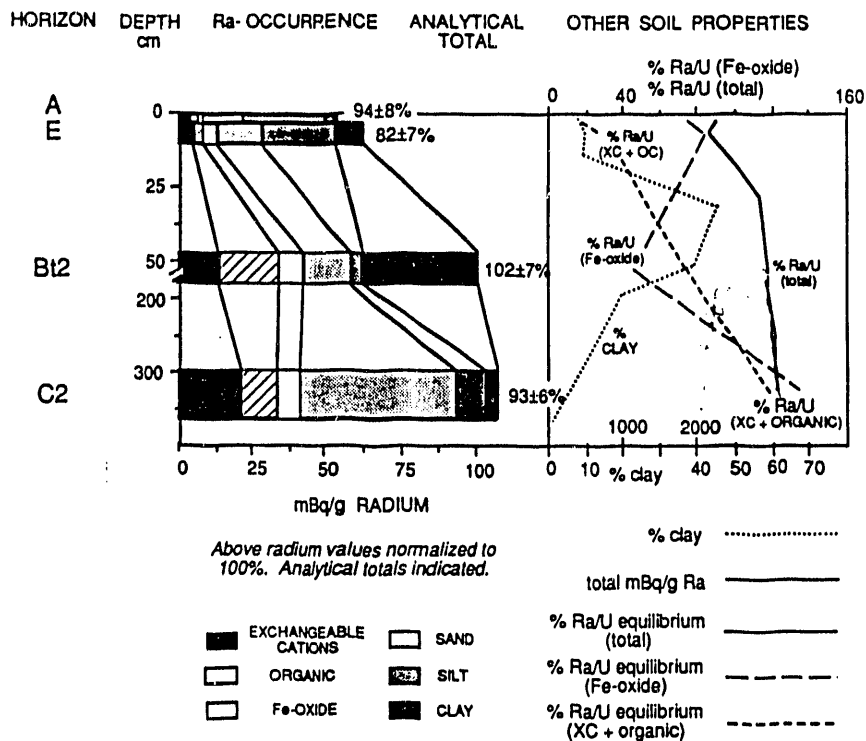 HORIZON DEPTH Ra- OCCURRENCE ANALYTICAL OTHER SOIL PROPERTIES
cm TOTAL
% Ra/U (Fe-oxide)
% Ra/U (total)
0 40 160
A 0 94±8%
E 82±7%
% Ra/U
(XC + OC)
25
% Ra/U
(Fe-oxide)
Bt2 50 102±7%
% Ra/U
(total)
200
%
CLAY
300
C2 93±6%
% Ra/U
(XC + ORGANIC)
1000 2000
0 25 50 75 100 0 10 40 50 60 70
% clay
mBq/g RADIUM
Above radium values normalized to
100%. Analytical totals indicated.
% clay
total mBq/g Ra
% Ra/U equilibrium
(total)
% Ra/U equilibrium
(Fe-oxide)
% Ra/U equilibrium
(XC + organic)
EXCHANGEABLE
CATIONS
SAND
ORGANIC
SILT
Fe-OXIDE
CLAY